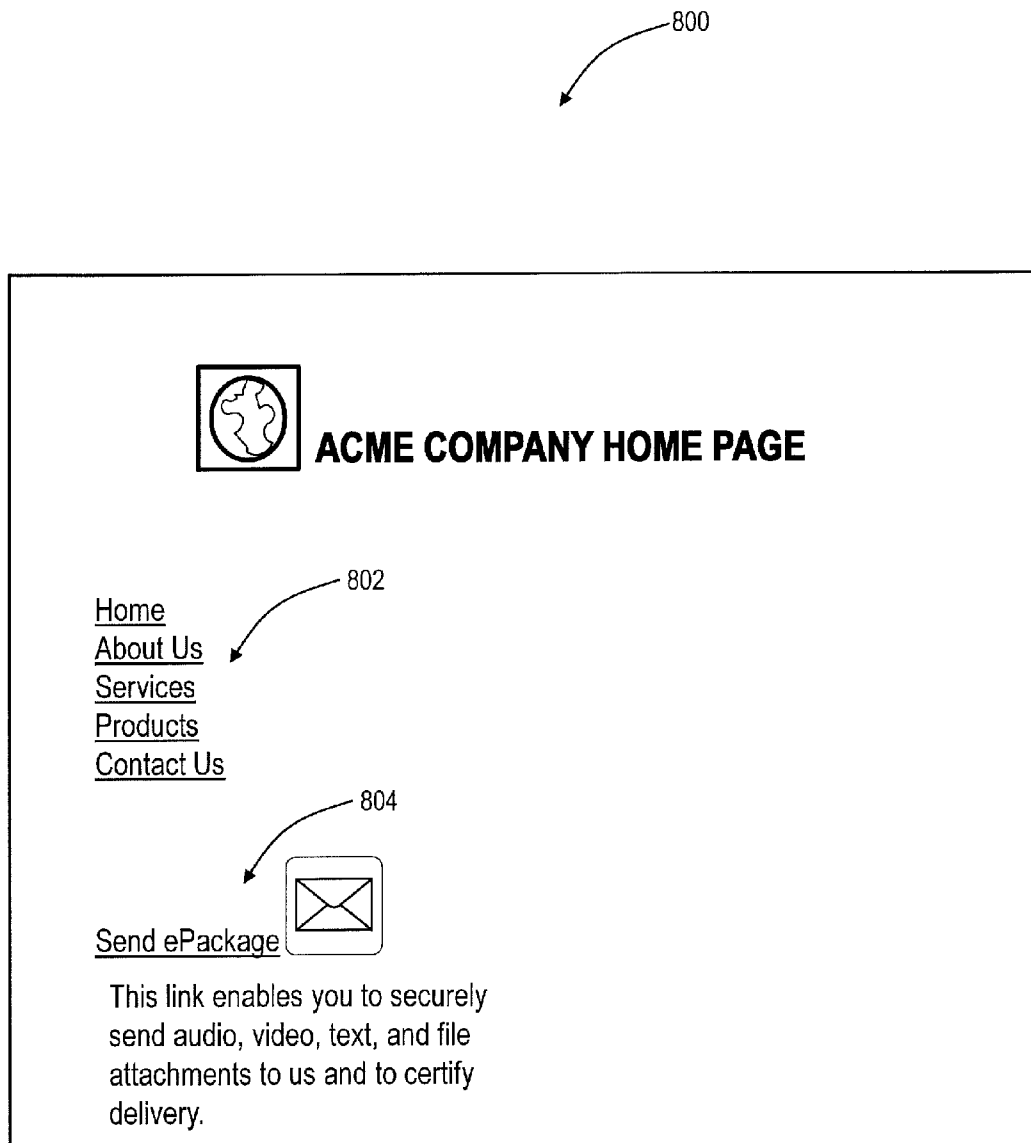 800
ACME COMPANY HOME PAGE
802
Home
About Us
Services
Products
Contact Us
804
Send ePackage
This link enables you to securely
send audio, video, text, and file
attachments to us and to certify
delivery.